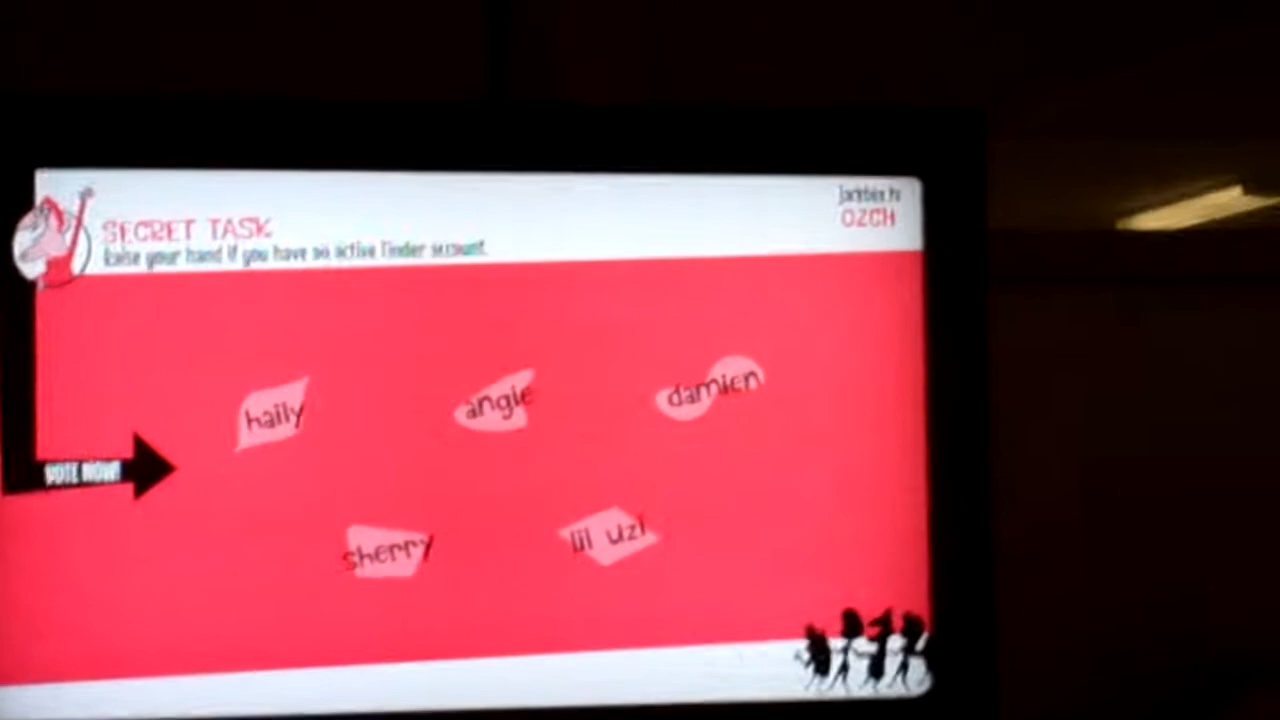 jackbox.tv
OZCH
SECRET TASK
Raise your hand if you have an active Tinder account.
haily
angie
damien
VOTE NOW!
sherry
lil uzi